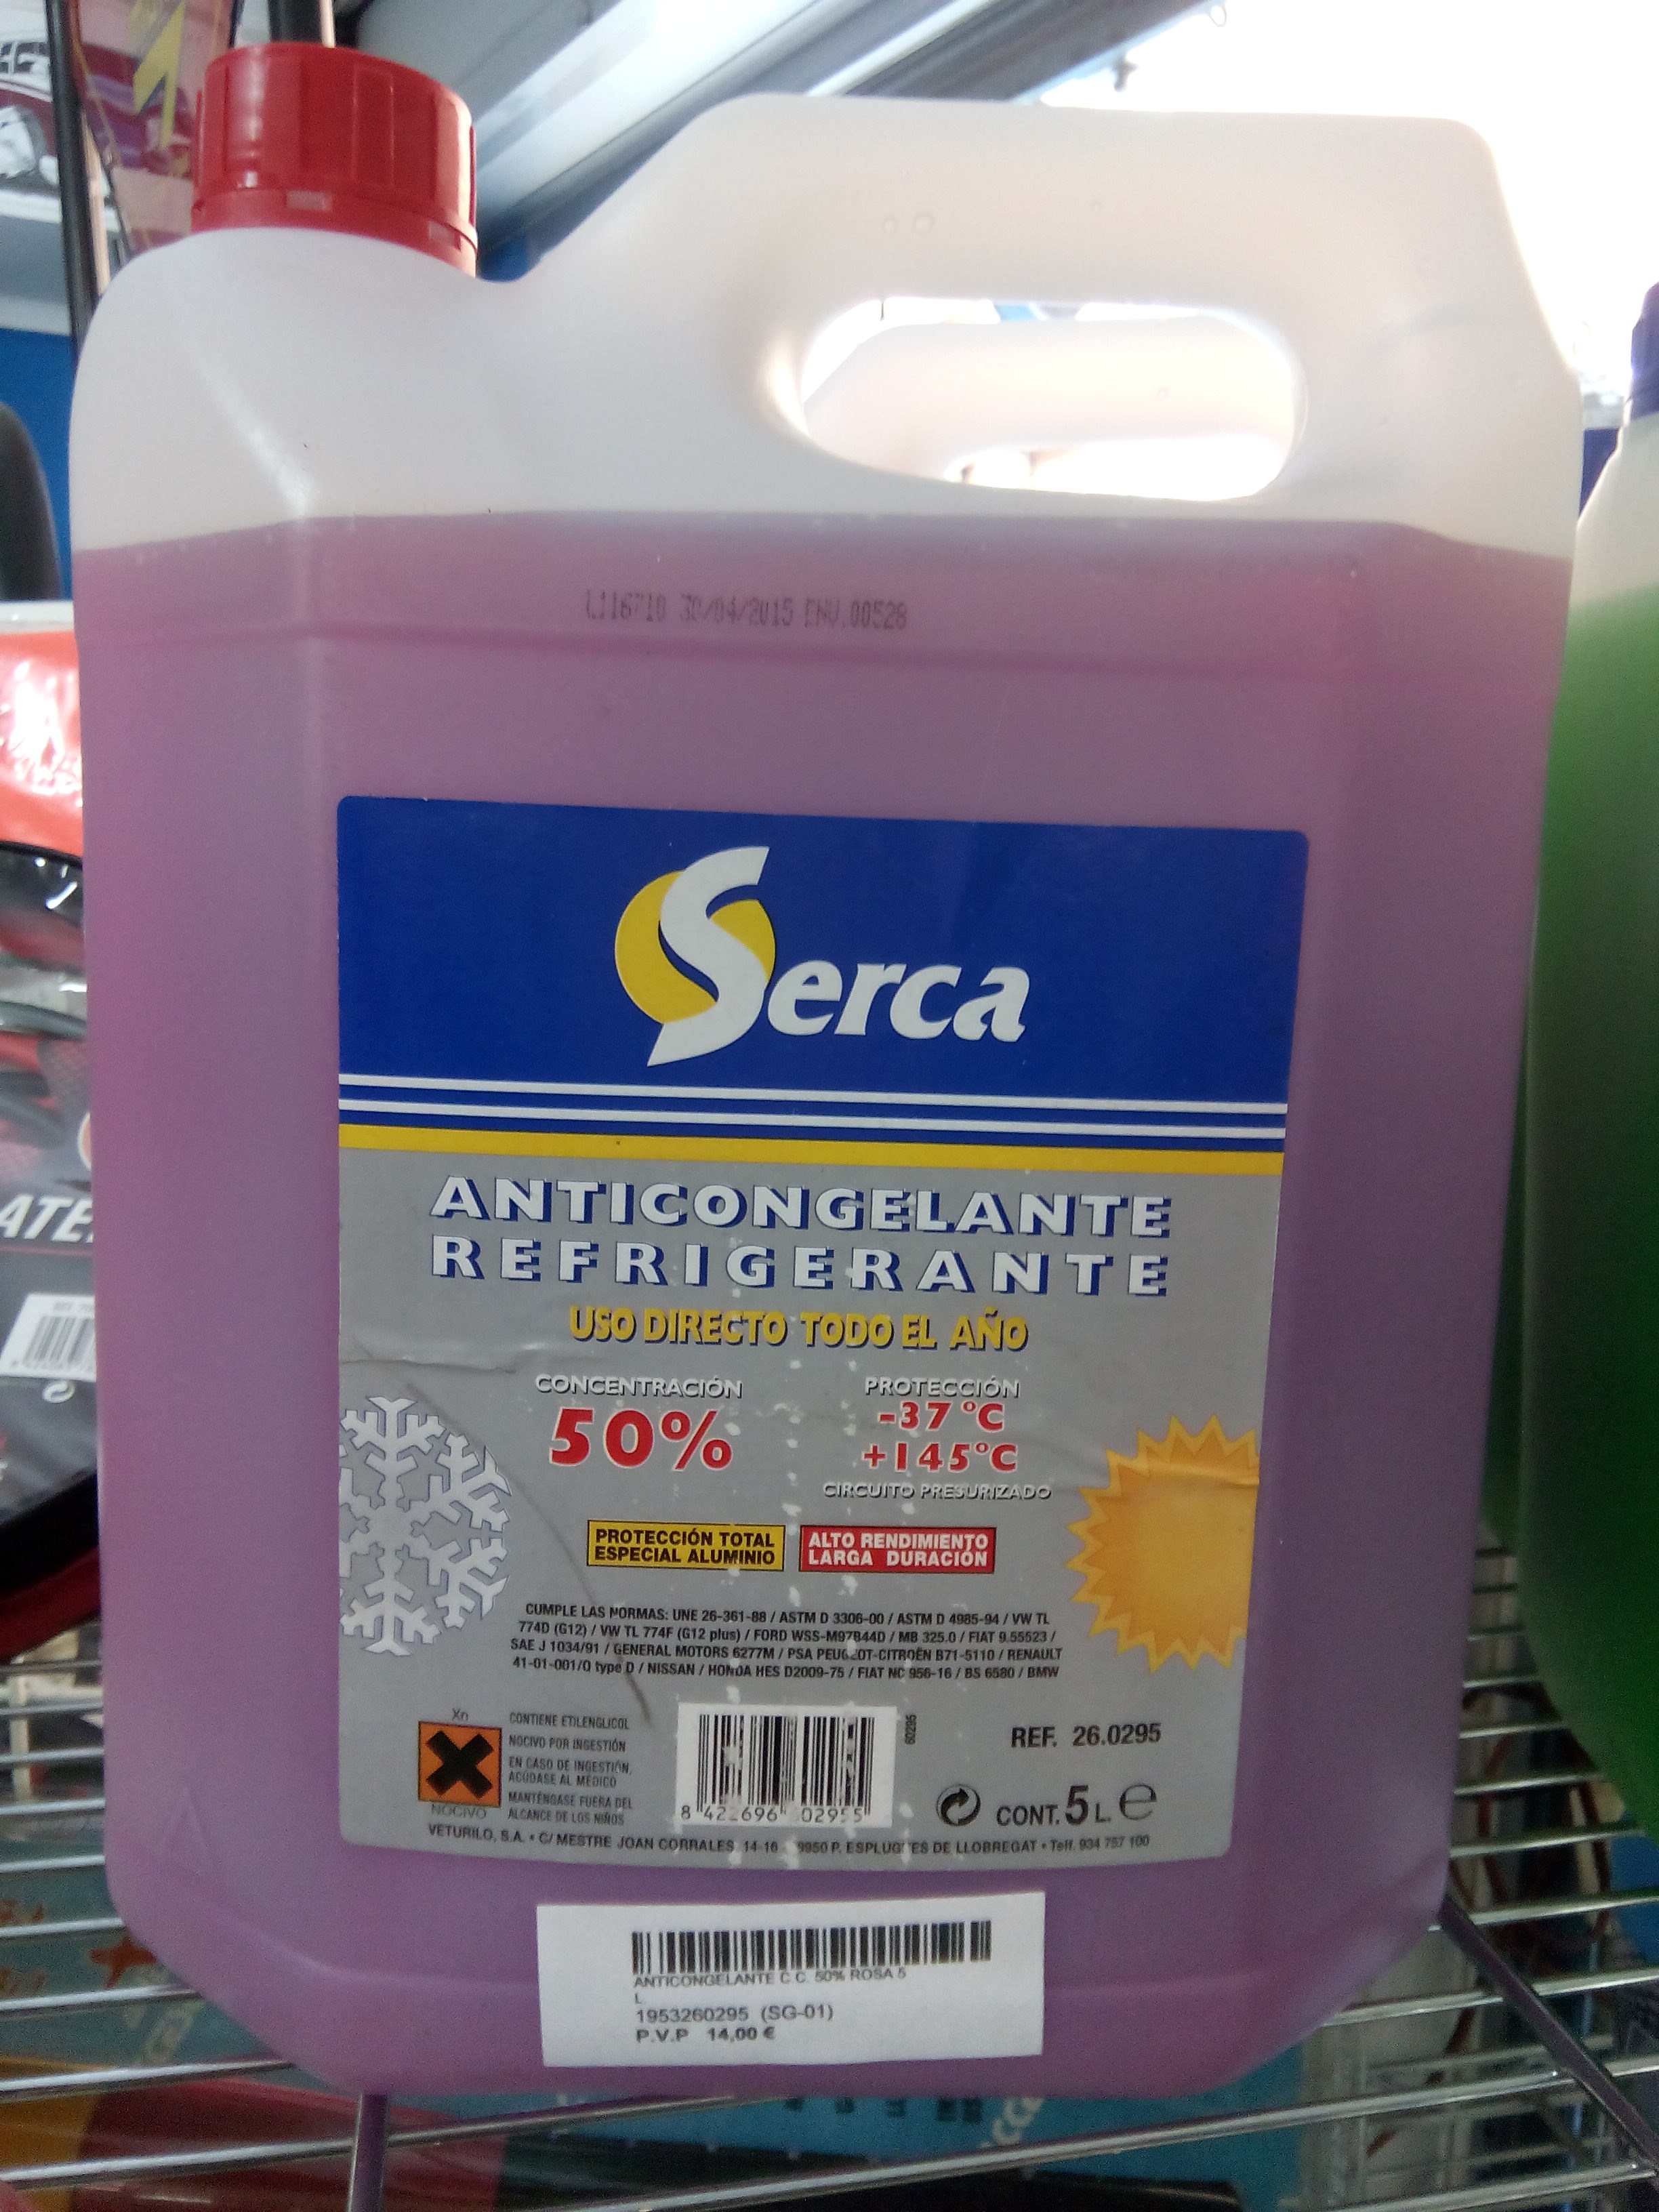 L116710 30/04/2015 ENV.00528
Serca
ANTICONGELANTE
REFRIGERANTE
USO DIRECTO TODO EL AÑO
CONCENTRACIÓN
50%
PROTECCIÓN
-37 ºC
+145ºC
CIRCUITO PRESURIZADO
PROTECCIÓN TOTAL
ESPECIAL ALUMINIO
ALTO RENDIMIENTO
LARGA DURACIÓN
CUMPLE LAS NORMAS: UNE 26-361-88 / ASTM D 3306-00 / ASTM D 4985-94 / VW TL
774D (G12) / VW TL 774F (G12 plus) / FORD WSS-M97B44D / MB 325.0 / FIAT 9.55523 /
SAE J 1034/91 / GENERAL MOTORS 6277M / PSA PEUGEOT-CITROËN B71-5110 / RENAULT
41-01-001/Q type D / NISSAN / HONDA HES D2009-75 / FIAT NC 956-16 / BS 6580 / BMW
Xn
NOCIVO
CONTIENE ETILENGLICOL
NOCIVO POR INGESTIÓN
EN CASO DE INGESTIÓN,
ACÚDASE AL MÉDICO
MANTÉNGASE FUERA DEL
ALCANCE DE LOS NIÑOS
60295
8 422696 029555
REF. 26.0295
CONT. 5 L. e
VETURILO, S.A. • C/ MESTRE JOAN CORRALES 14-16 P. ESPLUGUES DE LLOBREGAT • Telf. 934 757 100
ANTICONGELANTE C.C. 50% ROSA 5
L
1953260295 (SG-01)
P.V.P 14,00 €